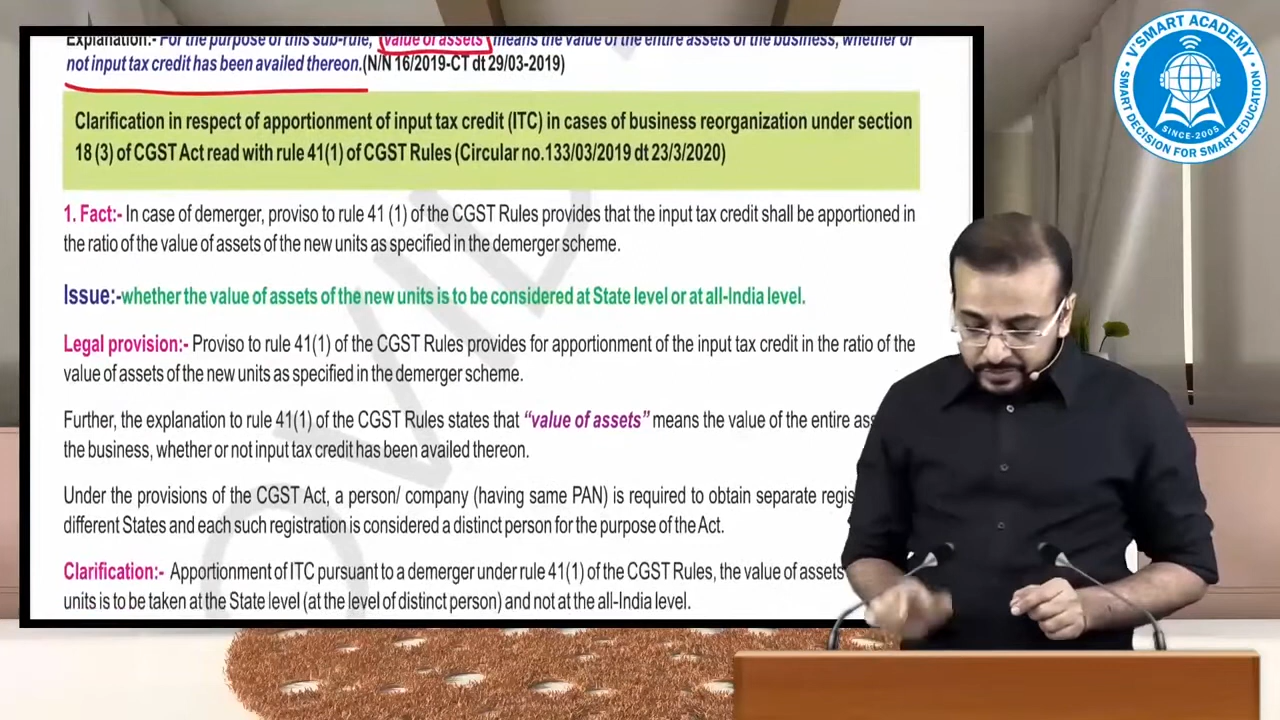 Explanation:- For the purpose of this sub-rule, "value of assets" means the value of the entire assets of the business, whether or
not input tax credit has been availed thereon.(N/N 16/2019-CT dt 29/03-2019)
Clarification in respect of apportionment of input tax credit (ITC) in cases of business reorganization under section
18 (3) of CGST Act read with rule 41(1) of CGST Rules (Circular no.133/03/2019 dt 23/3/2020)
1. Fact:- In case of demerger, proviso to rule 41 (1) of the CGST Rules provides that the input tax credit shall be apportioned in
the ratio of the value of assets of the new units as specified in the demerger scheme.
Issue:-whether the value of assets of the new units is to be considered at State level or at all-India level.
Legal provision:- Proviso to rule 41(1) of the CGST Rules provides for apportionment of the input tax credit in the ratio of the
value of assets of the new units as specified in the demerger scheme.
Further, the explanation to rule 41(1) of the CGST Rules states that "value of assets" means the value of the entire ass
the business, whether or not input tax credit has been availed thereon.
Under the provisions of the CGST Act, a person/ company (having same PAN) is required to obtain separate regis
different States and each such registration is considered a distinct person for the purpose of the Act.
Clarification:- Apportionment of ITC pursuant to a demerger under rule 41(1) of the CGST Rules, the value of assets
units is to be taken at the State level (at the level of distinct person) and not at the all-India level.
V'SMART ACADEMY
SINCE-2005
SMART DECISION FOR SMART EDUCATION